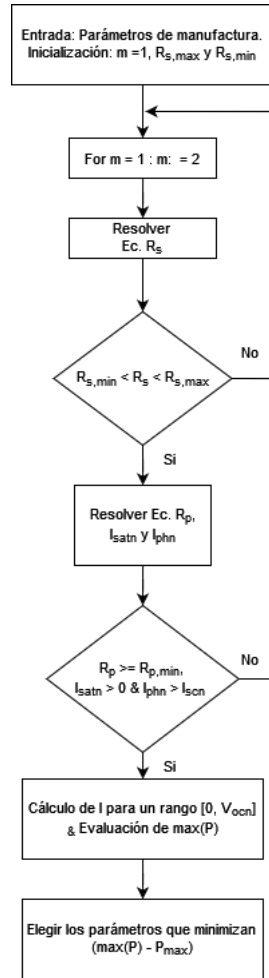 Entrada: Parámetros de manufactura.
Inicialización: m =1, Rs,max y Rs,min
For m = 1 : m:  = 2
Resolver
Ec. Rs
Rs,min < Rs < Rs,max
No
Si
Resolver Ec. Rp,
Isatn y Iphn
Rp >= Rp,min,
Isatn > 0 & Iphn > Iscn
No
Si
Cálculo de I para un rango [0, Vocn]
& Evaluación de max(P)
Elegir los parámetros que minimizan
(max(P) - Pmax)